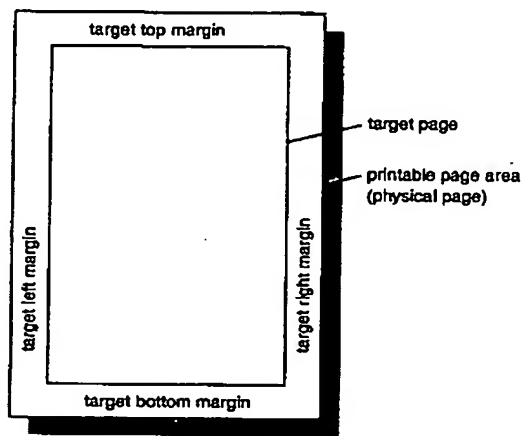 target top margin
target page
printable page area
(physical page)
target left margin
target right margin
target bottom margin